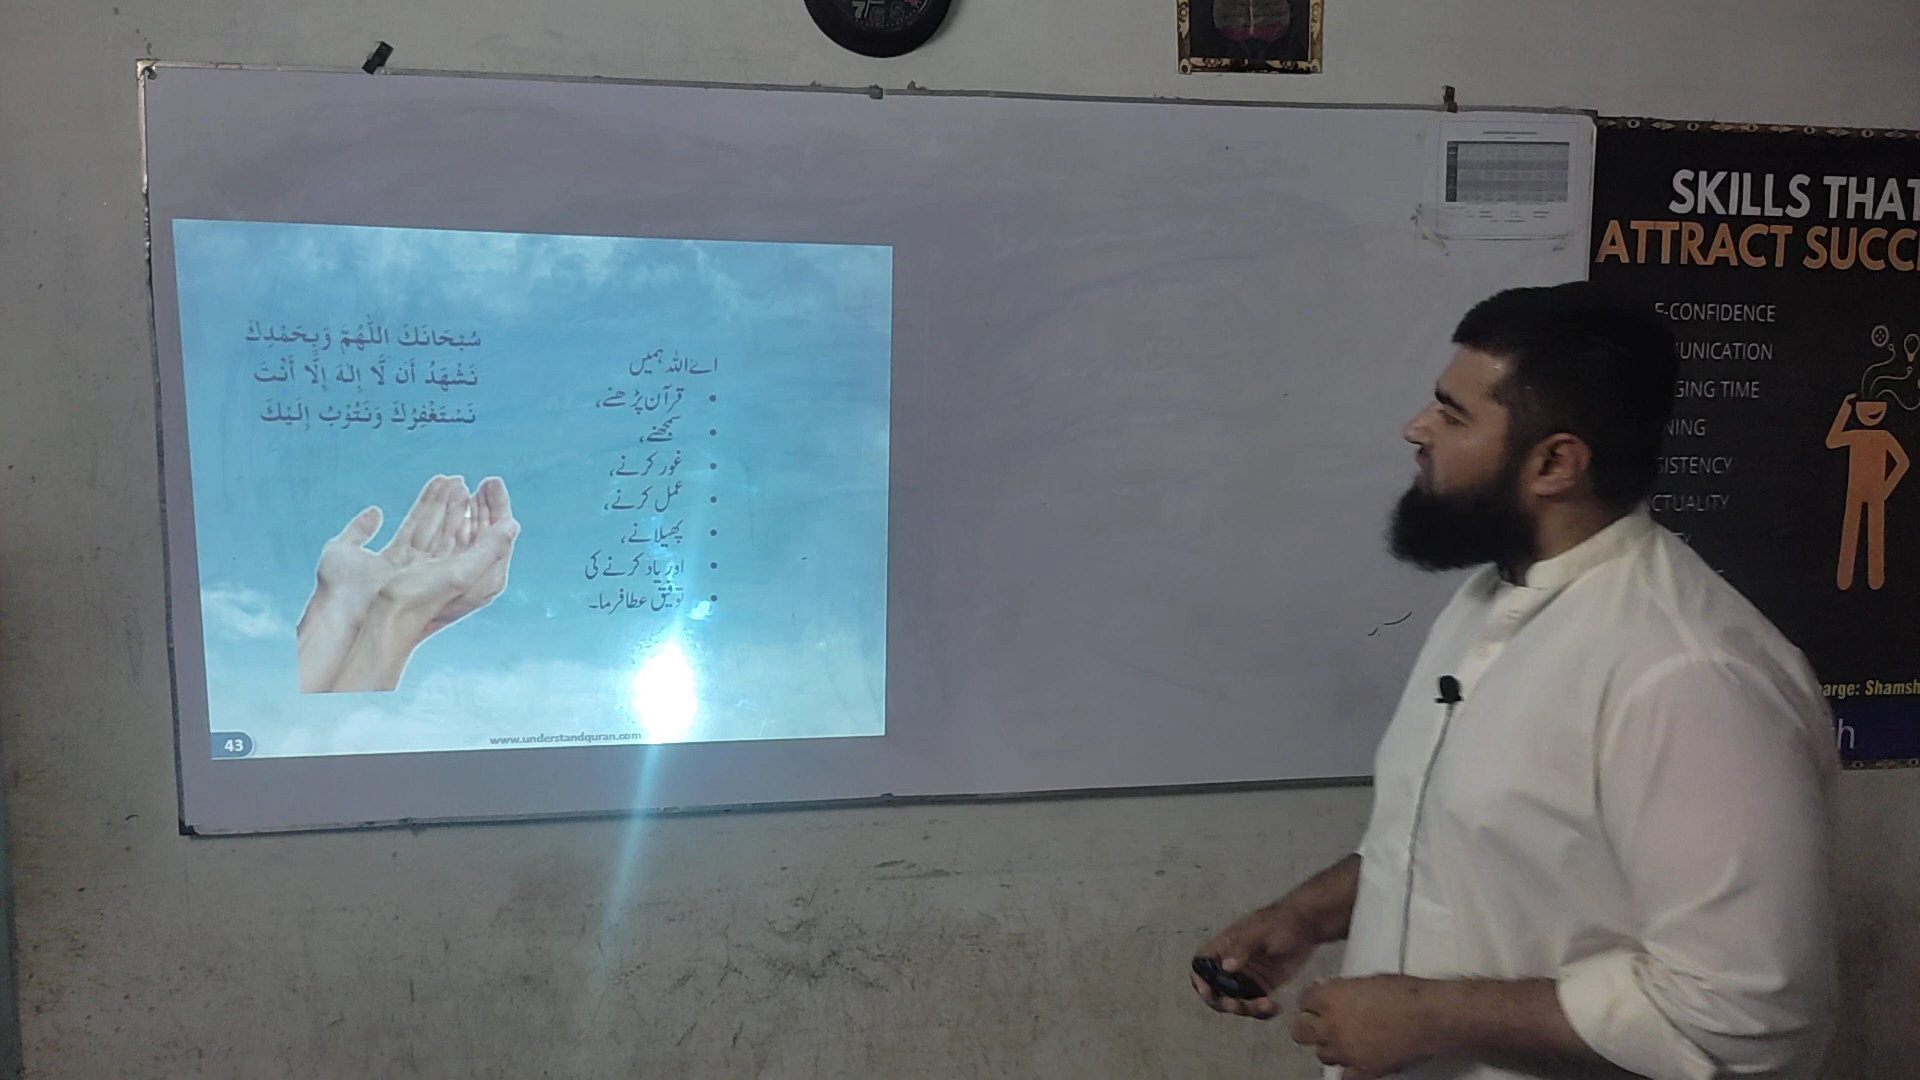 سُبْحَانَكَ اللّٰهُمَّ وَبِحَمْدِكَ
نَشْهَدُ أَن لَّا إِلٰهَ إِلَّا أَنْتَ
نَسْتَغْفِرُكَ وَنَتُوْبُ إِلَيْكَ
اے اللہ ہمیں
• قرآن پڑھنے،
• سمجھنے،
• غور کرنے،
• عمل کرنے،
• پھیلانے،
• اور یاد کرنے کی
• توفیق عطا فرما۔
43
www.understandquran.com
SKILLS THAT
ATTRACT SUCC
F-CONFIDENCE
UNICATION
GING TIME
NING
SISTENCY
CTUALITY
arge: Shamsh